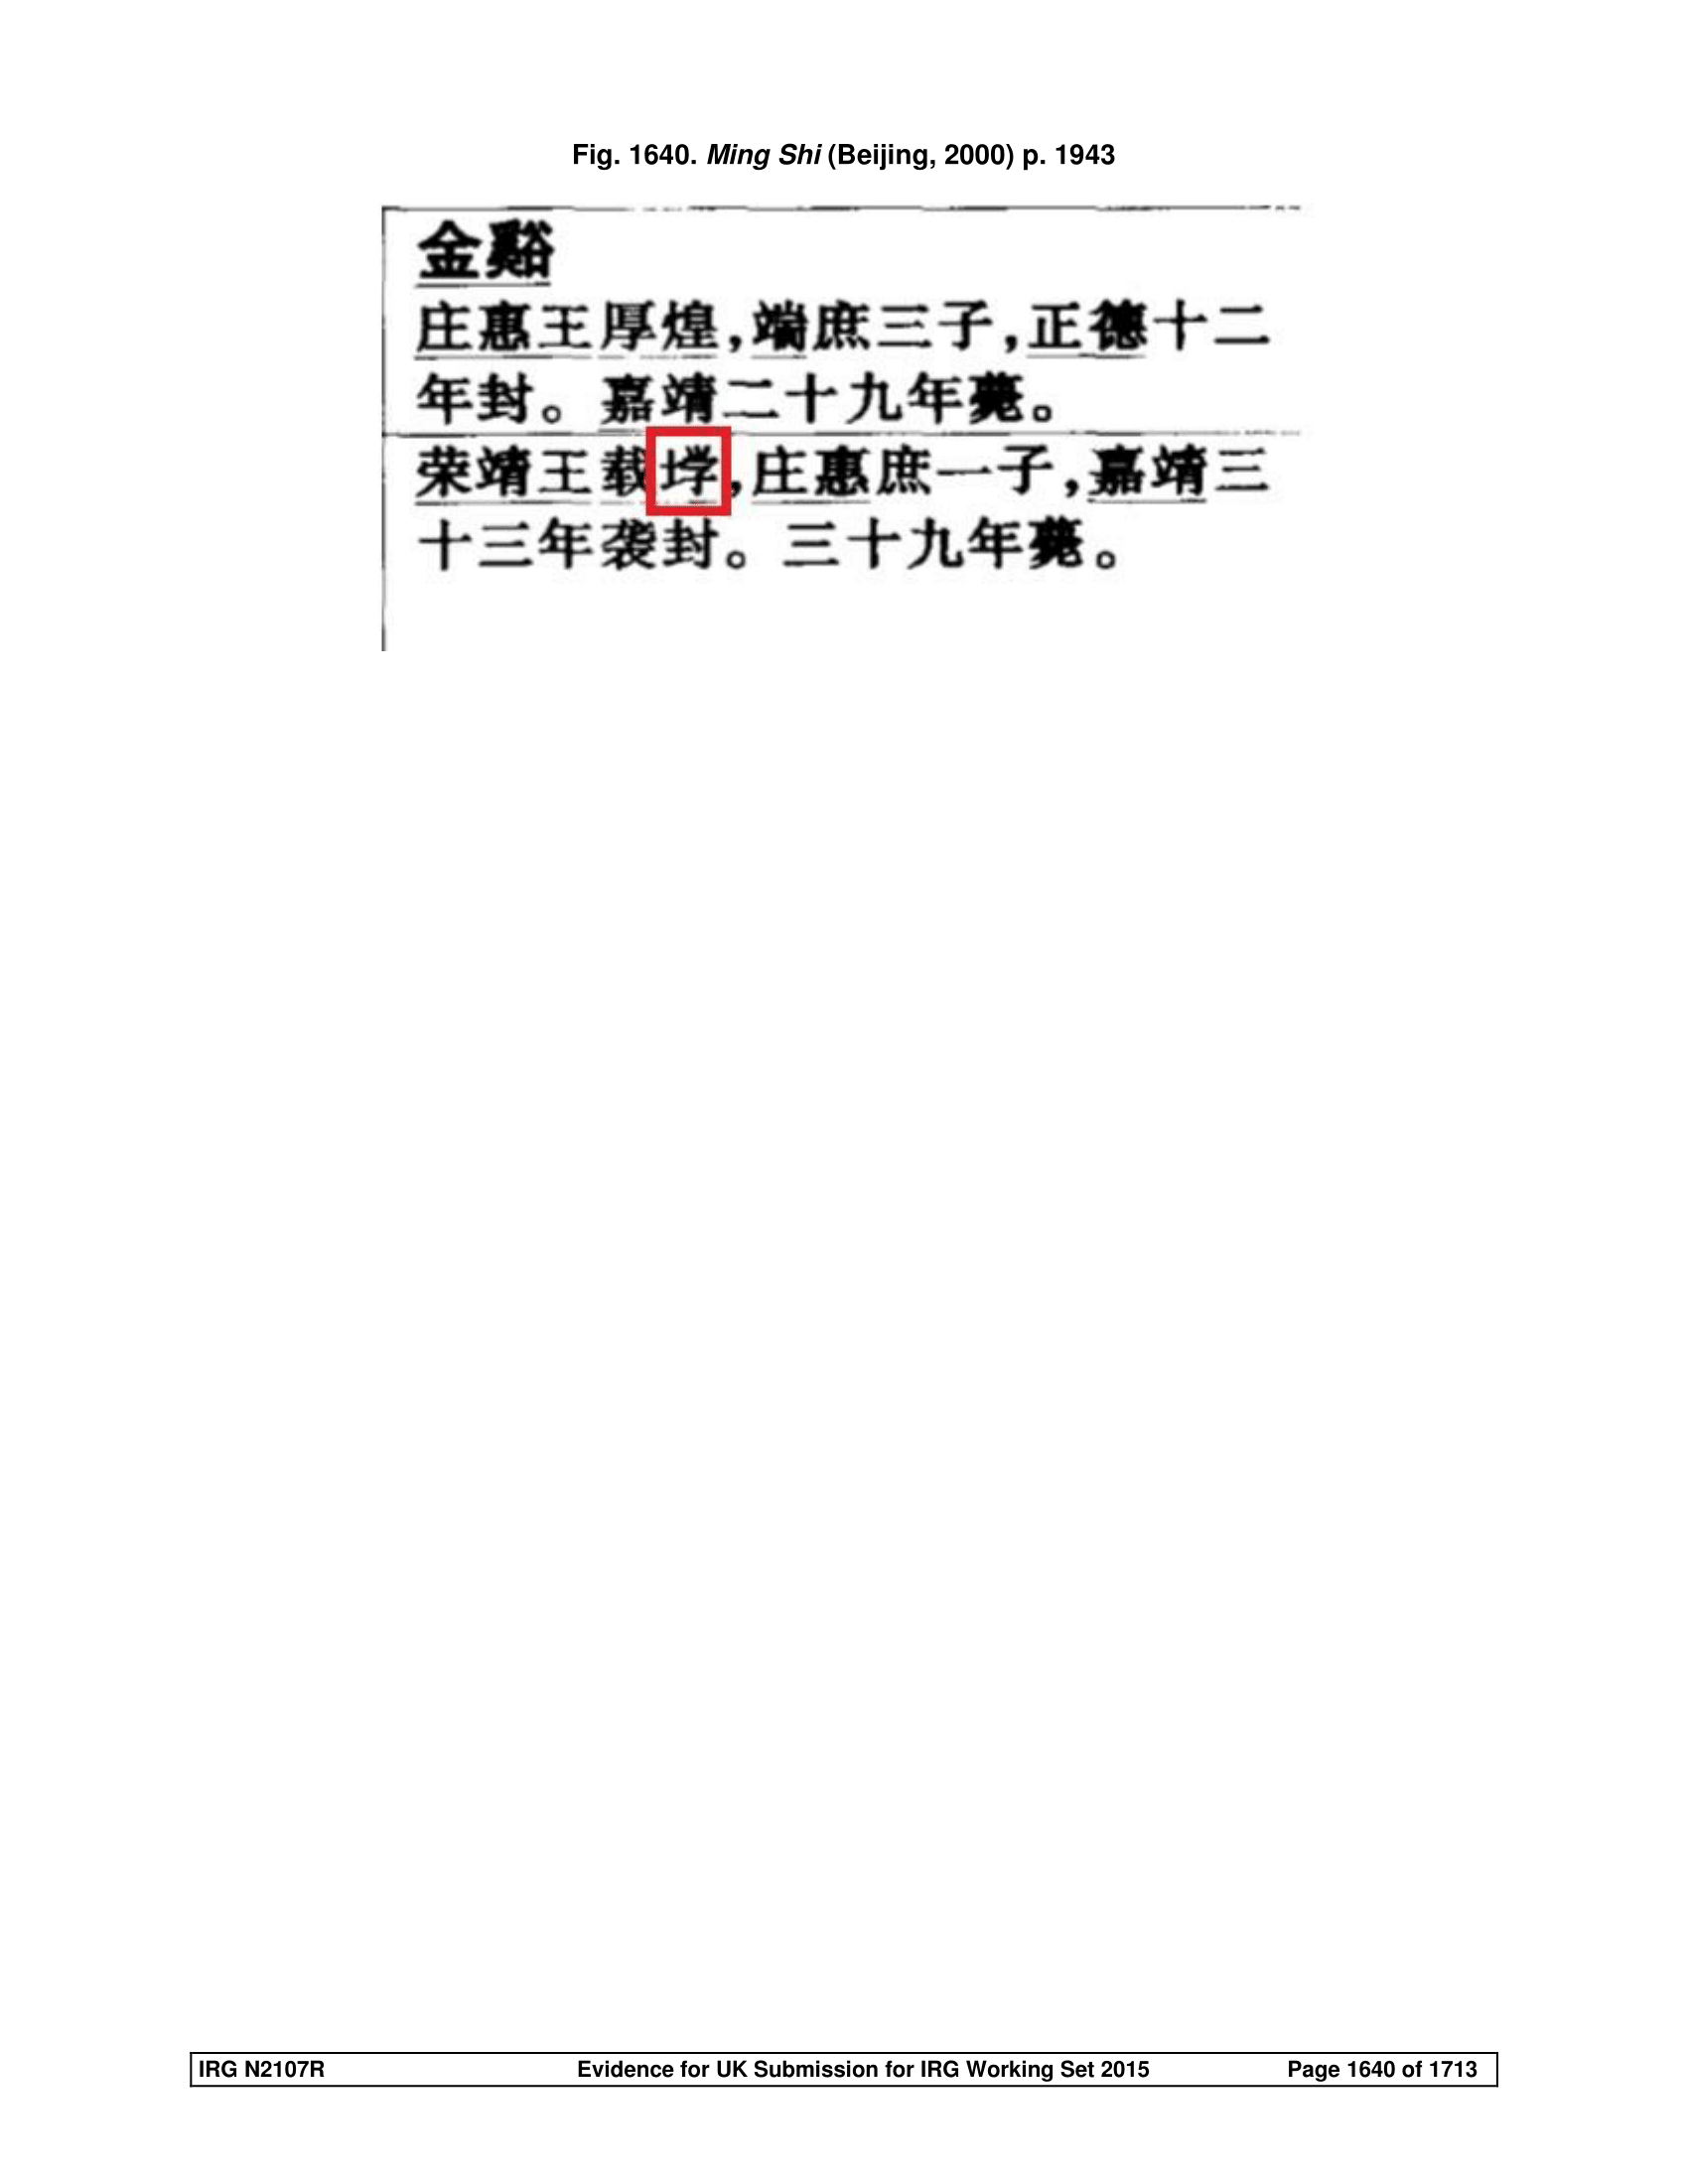 Fig. 1640. Ming Shi (Beijing, 2000) p. 1943
金谿
庄惠王厚煌,端庶三子,正德十二
年封。嘉靖二十九年薨。
荣靖王载,庄惠庶一子,嘉靖三
十三年袭封。三十九年薨。
IRG N2107R Evidence for UK Submission for IRG Working Set 2015 Page 1640 of 1713